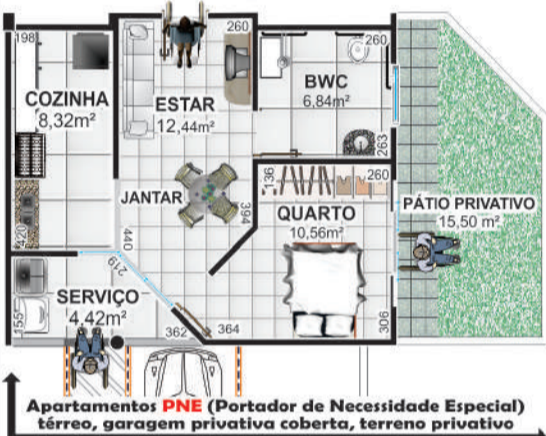 198
260
260
COZINHA
8,32m²
ESTAR
12,44m²
BWC
6,84m²
263
136
260
JANTAR
394
QUARTO
10,56m²
PÁTIO PRIVATIVO
15,50 m²
420
440
219
SERVIÇO
4,42m²
155
362
364
306
Apartamentos PNE (Portador de Necessidade Especial)
térreo, garagem privativa coberta, terreno privativo